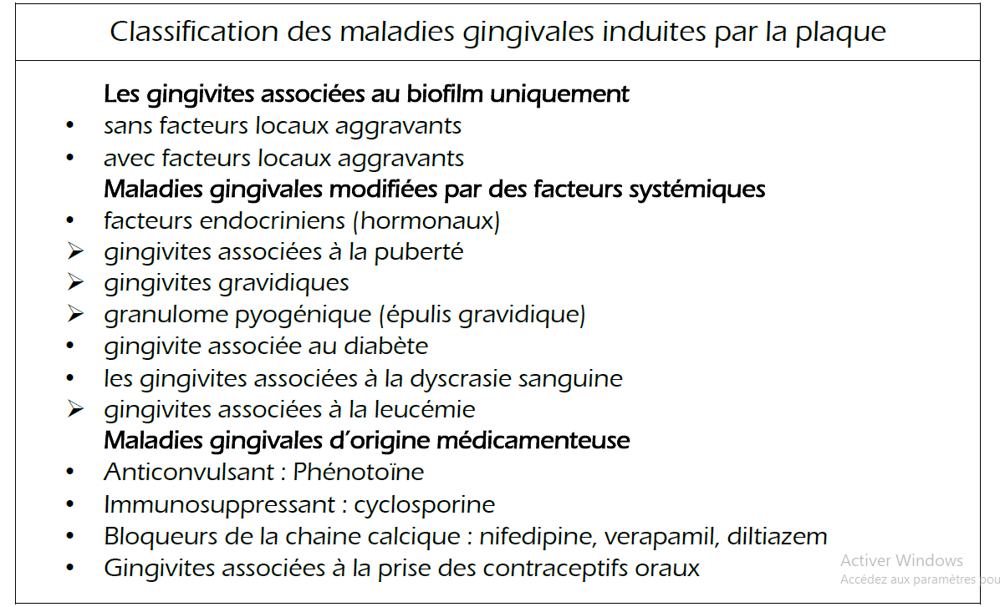 Classification des maladies gingivales induites par la plaque
Les gingivites associées au biofilm uniquement
• sans facteurs locaux aggravants
• avec facteurs locaux aggravants
Maladies gingivales modifiées par des facteurs systémiques
• facteurs endocriniens (hormonaux)
➢ gingivites associées à la puberté
➢ gingivites gravidiques
➢ granulome pyogénique (épulis gravidique)
• gingivite associée au diabète
• les gingivites associées à la dyscrasie sanguine
➢ gingivites associées à la leucémie
Maladies gingivales d’origine médicamenteuse
• Anticonvulsant : Phénotoïne
• Immunosuppressant : cyclosporine
• Bloqueurs de la chaine calcique : nifedipine, verapamil, diltiazem
• Gingivites associées à la prise des contraceptifs oraux
Activer Windows
Accédez aux paramètres pou